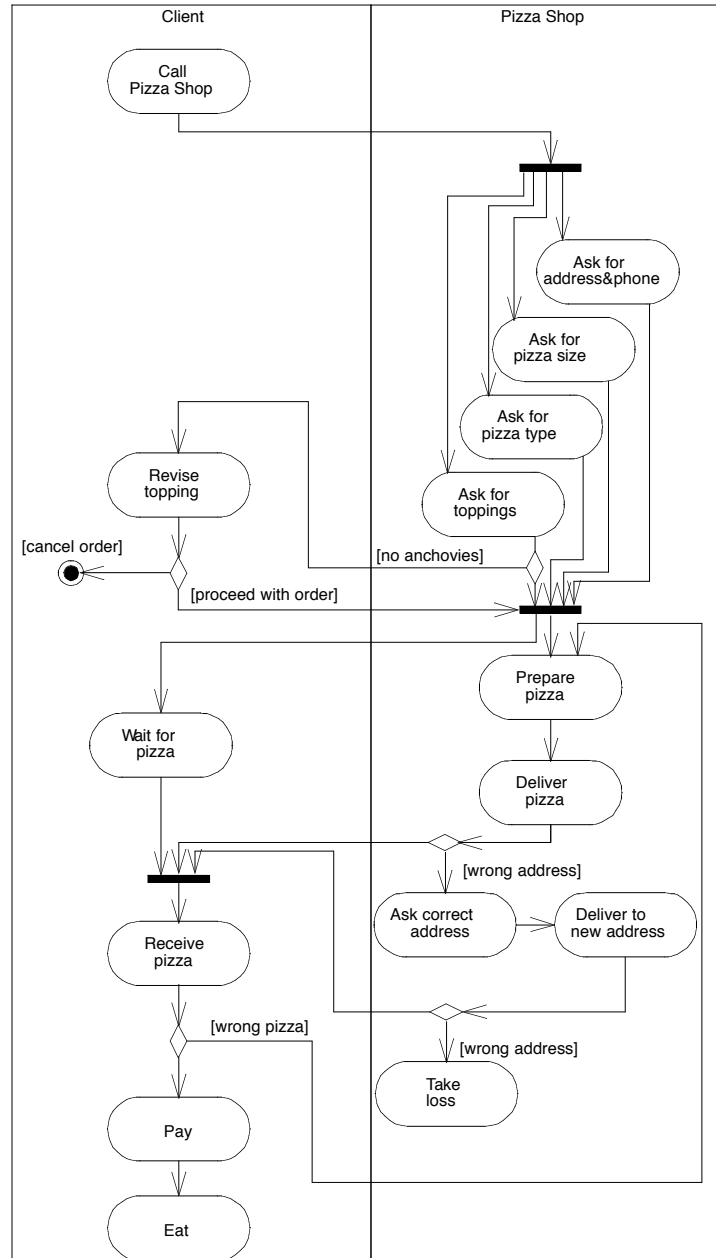 Client
Pizza Shop
Call
Pizza Shop
Ask for
address&phone
Ask for
pizza size
Ask for
pizza type
Revise
topping
Ask for
toppings
[cancel order]
[no anchovies]
[proceed with order]
Prepare
pizza
Wait for
pizza
Deliver
pizza
[wrong address]
Ask correct
address
Deliver to
new address
Receive
pizza
[wrong pizza]
[wrong address]
Take
loss
Pay
Eat